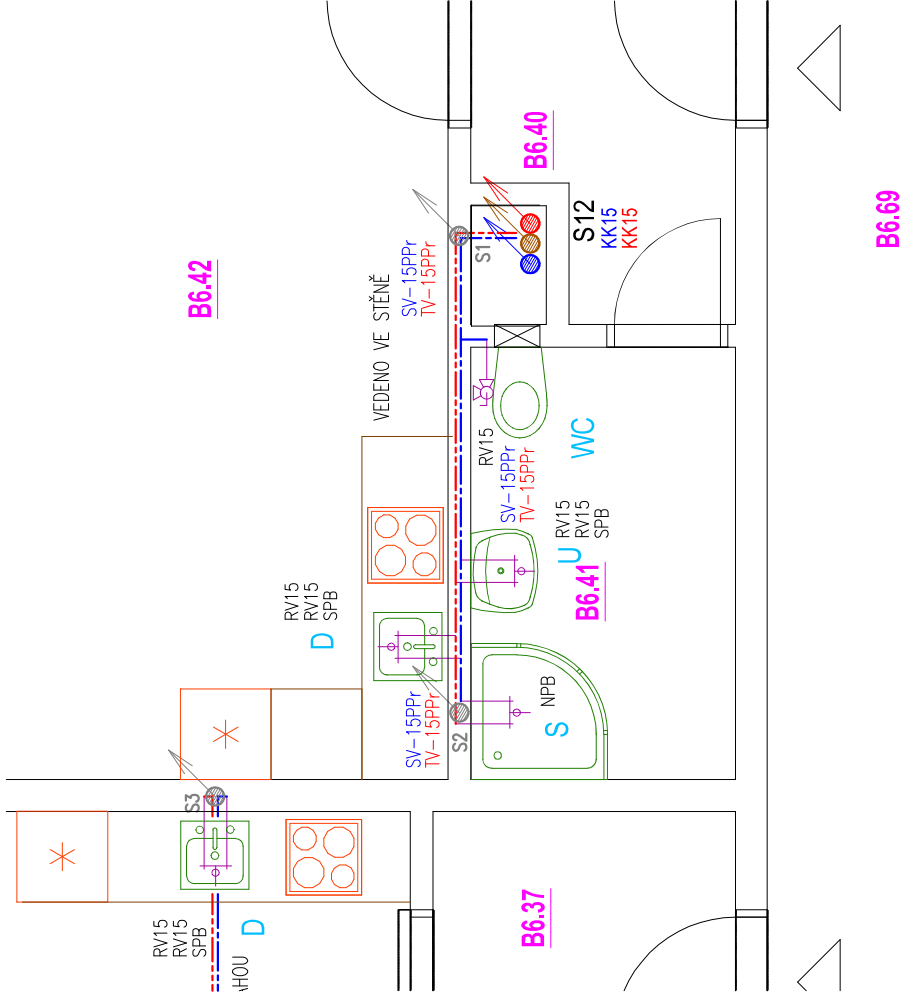 B6.40
B6.69
B6.42
S12
KK15
KK15
S1
SV-15PPr
TV-15PPr
VEDENO VE STĚNĚ
RV15
WC
SV-15PPr
TV-15PPr
RV15
RV15
SPB
U
B6.41
RV15
RV15
SPB
D
NPB
S
SV-15PPr
TV-15PPr
S2
S3
B6.37
RV15
RV15
SPB
D
AHOU